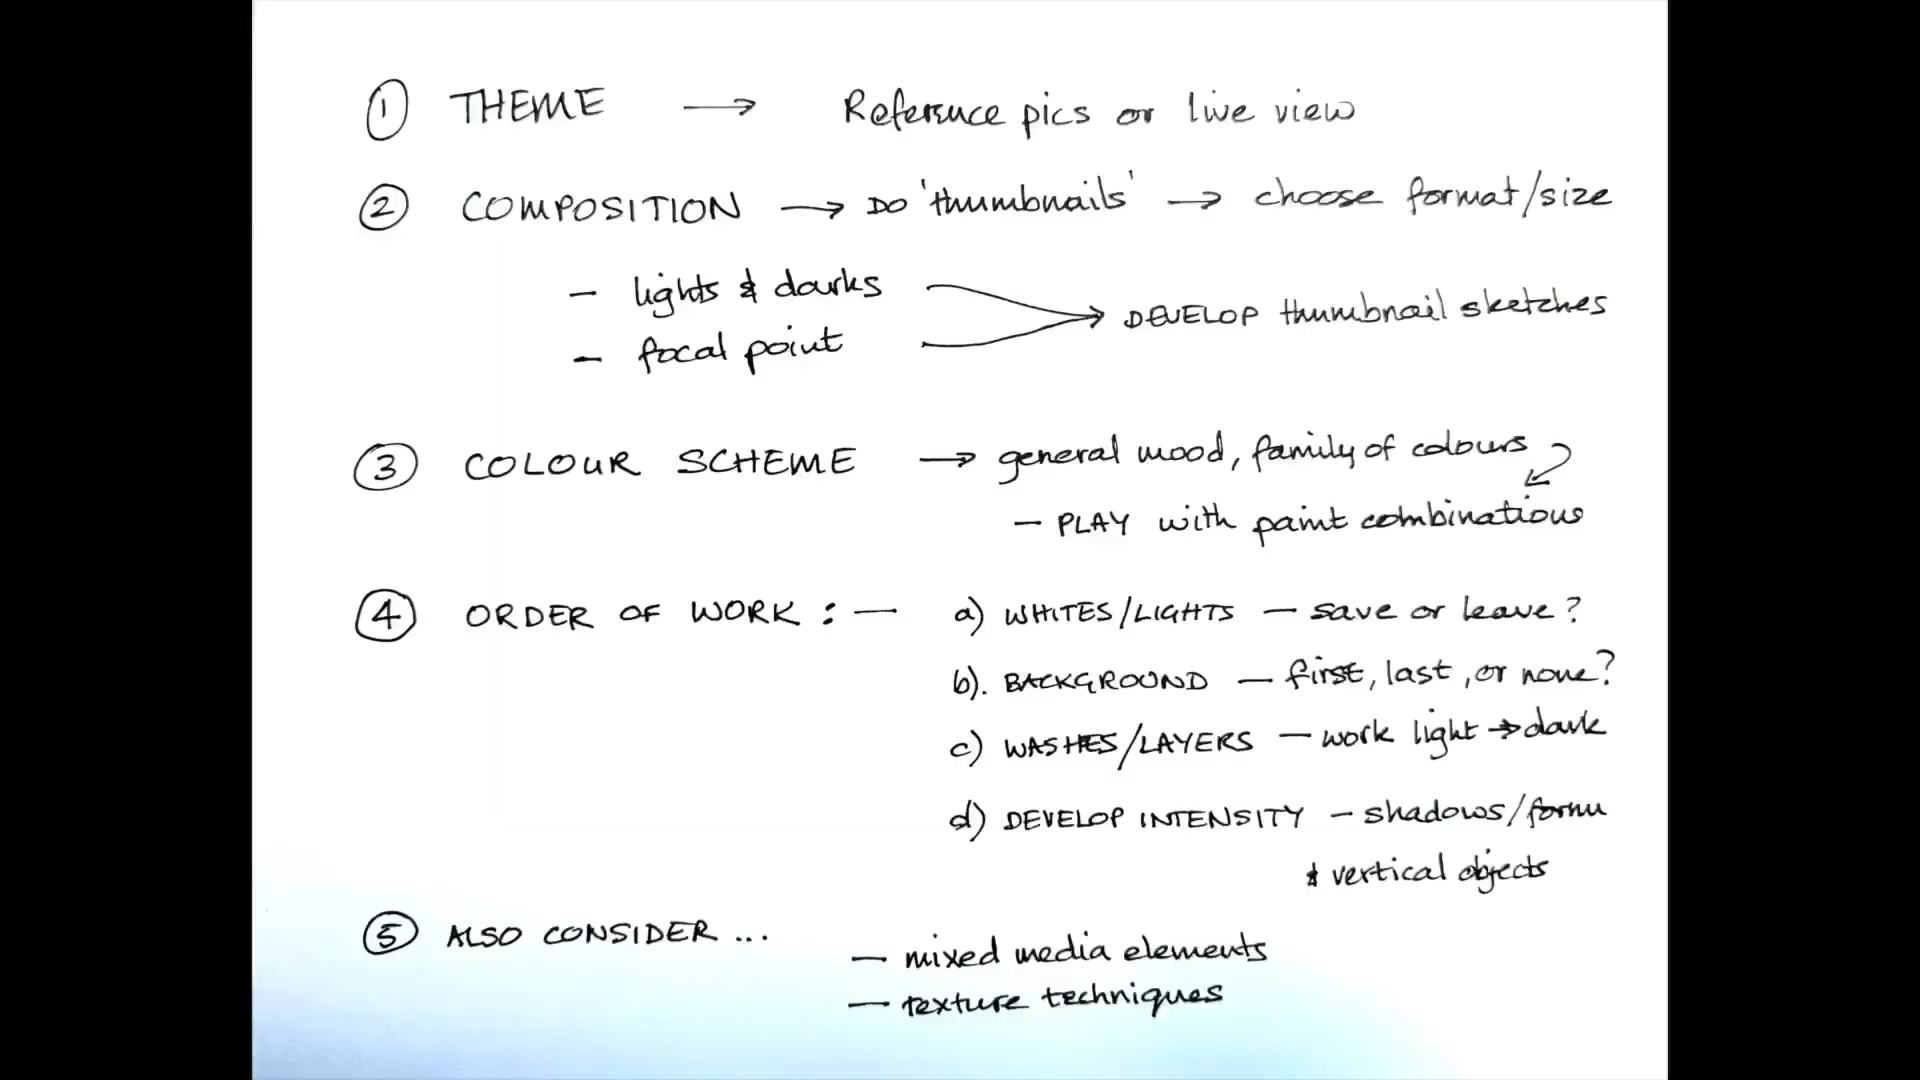 ① THEME → Reference pics or live view
② COMPOSITION → DO 'thumbnails' → choose format/size
– lights & darks
→ DEVELOP thumbnail sketches
– focal point
③ COLOUR SCHEME → general mood, family of colours
– PLAY with paint combinations
④ ORDER OF WORK : — a) WHITES/LIGHTS – save or leave?
b). BACKGROUND – first, last, or none?
c) WASHES/LAYERS – work light → dark
d) DEVELOP INTENSITY – shadows/form
& vertical objects
⑤ ALSO CONSIDER ...
– mixed media elements
– texture techniques